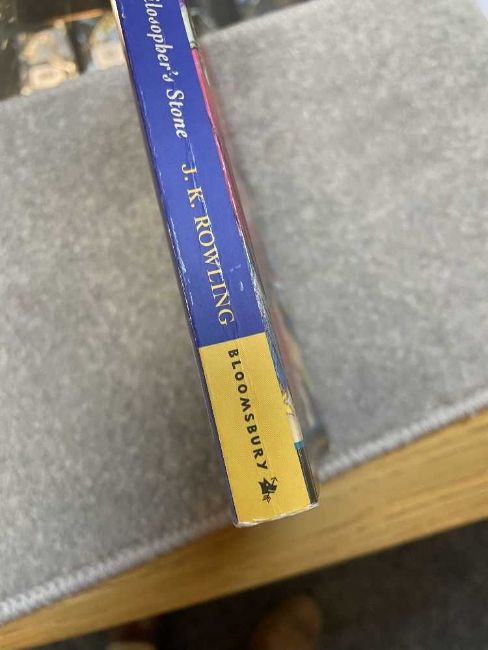 ilosopher's Stone
J. K. ROWLING
BLOOMSBURY